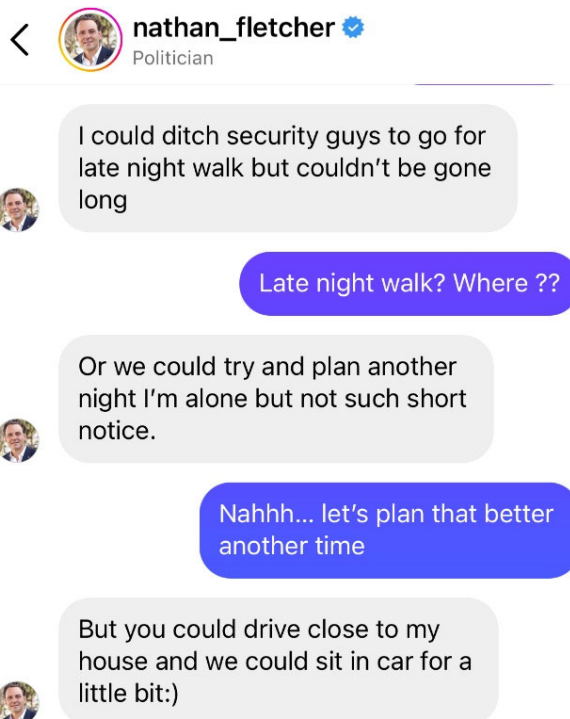 nathan_fletcher
Politician
I could ditch security guys to go for
late night walk but couldn’t be gone
long
Late night walk? Where ??
Or we could try and plan another
night I’m alone but not such short
notice.
Nahhh... let’s plan that better
another time
But you could drive close to my
house and we could sit in car for a
little bit:)